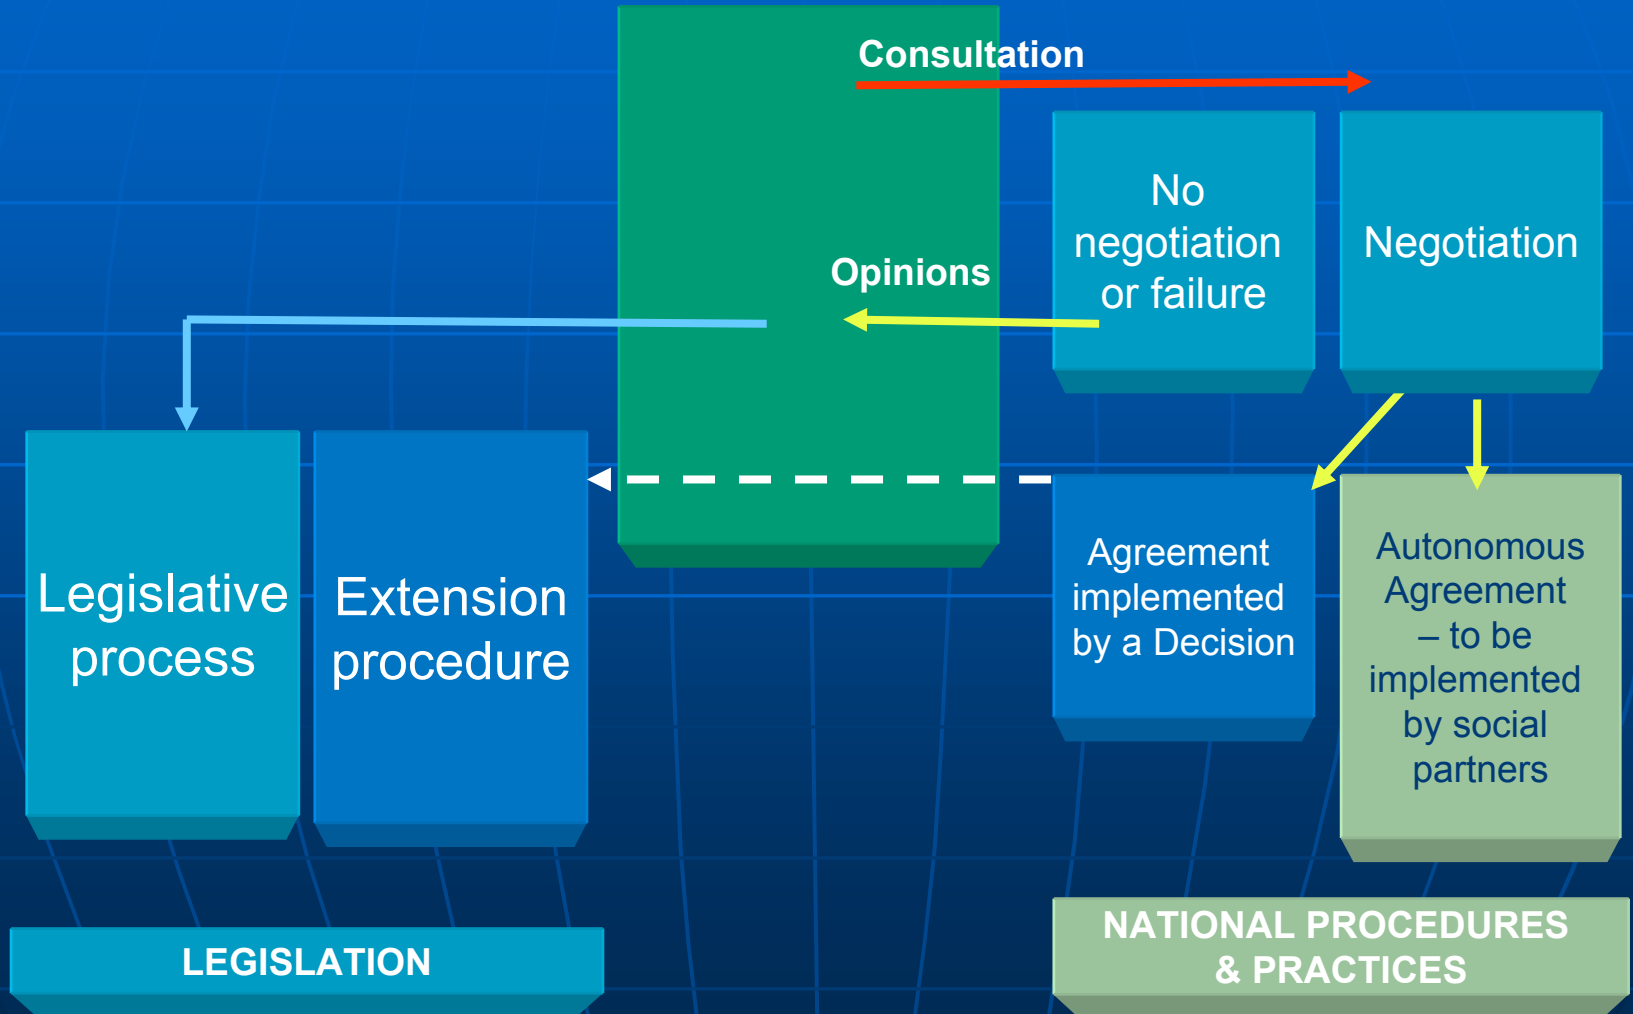 Consultation
No
negotiation
or failure
Negotiation
Opinions
Legislative
process
Extension
procedure
Agreement
implemented
by a Decision
Autonomous
Agreement
– to be
implemented
by social
partners
LEGISLATION
NATIONAL PROCEDURES
& PRACTICES